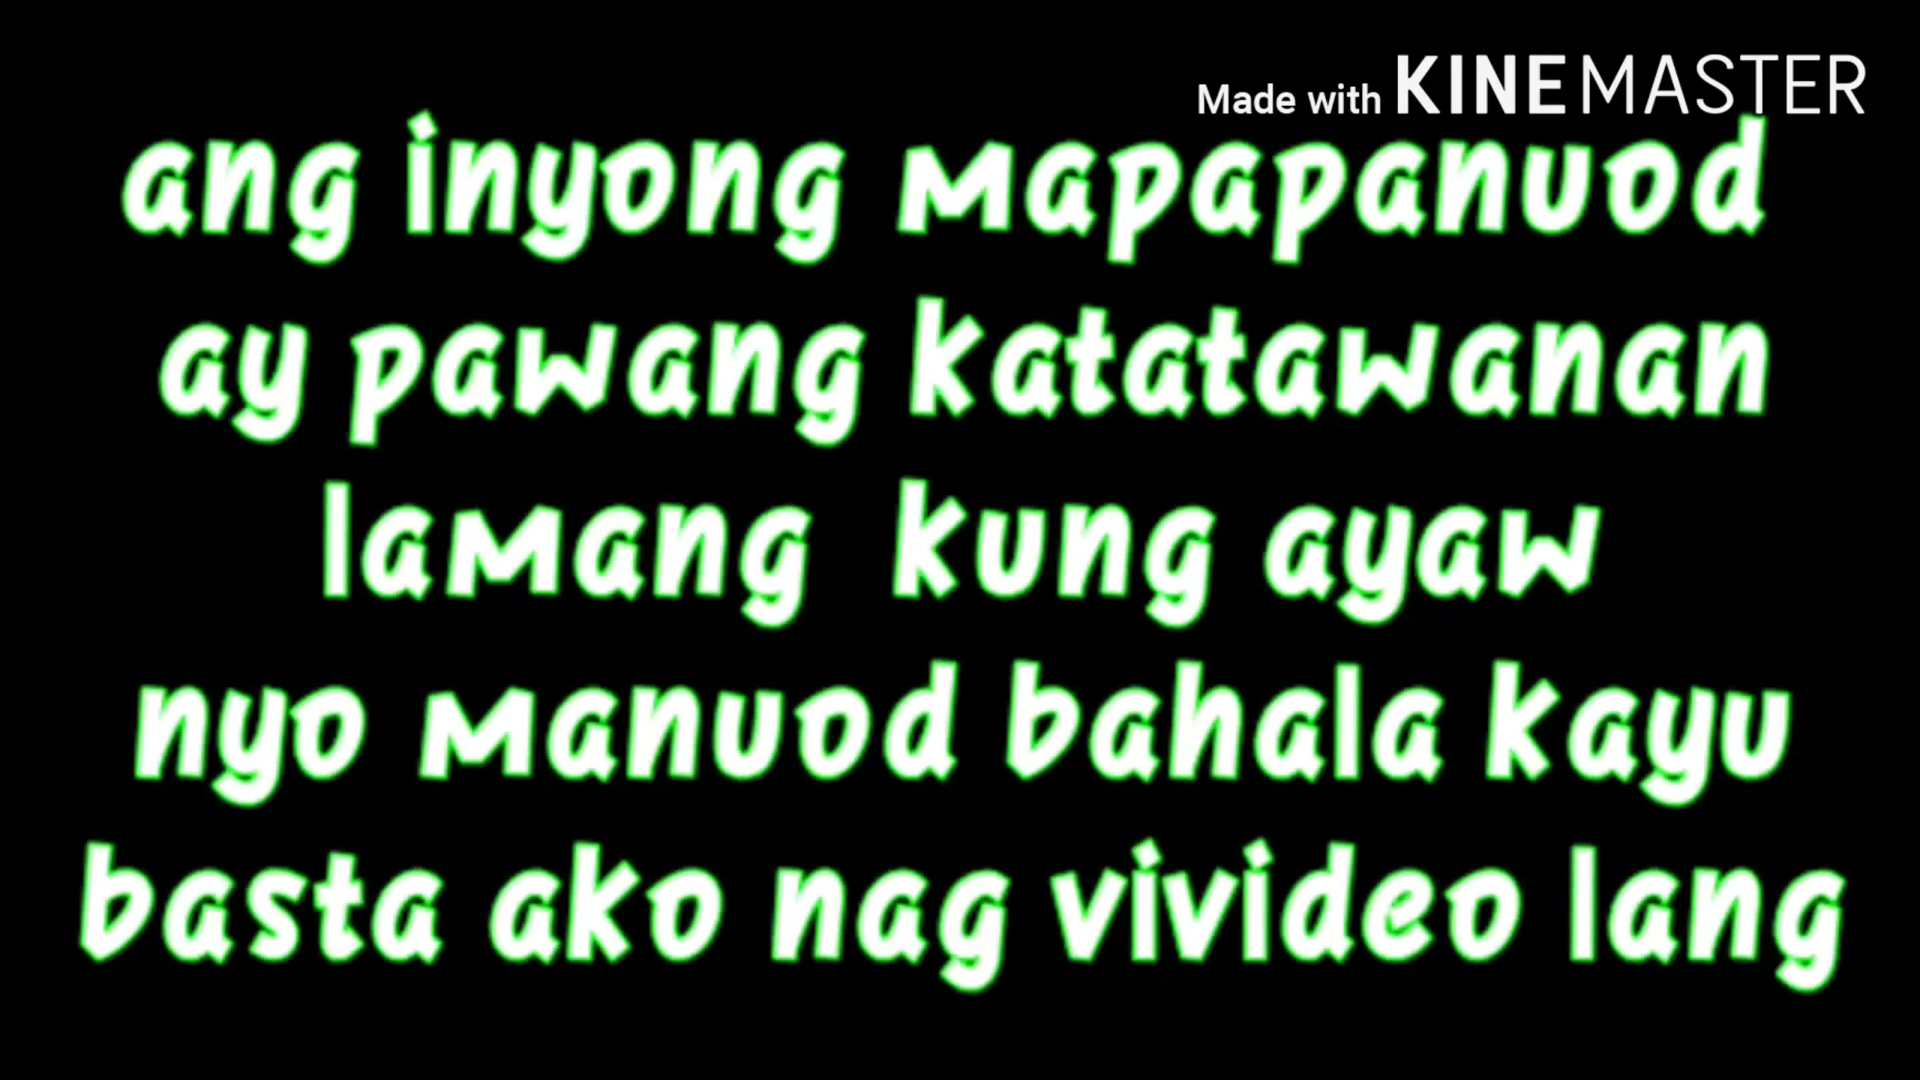 Made with KINEMASTER
ang inyong mapapanuod
ay pawang katatawanan
lamang kung ayaw
nyo manuod bahala kayu
basta ako nag vivideo lang